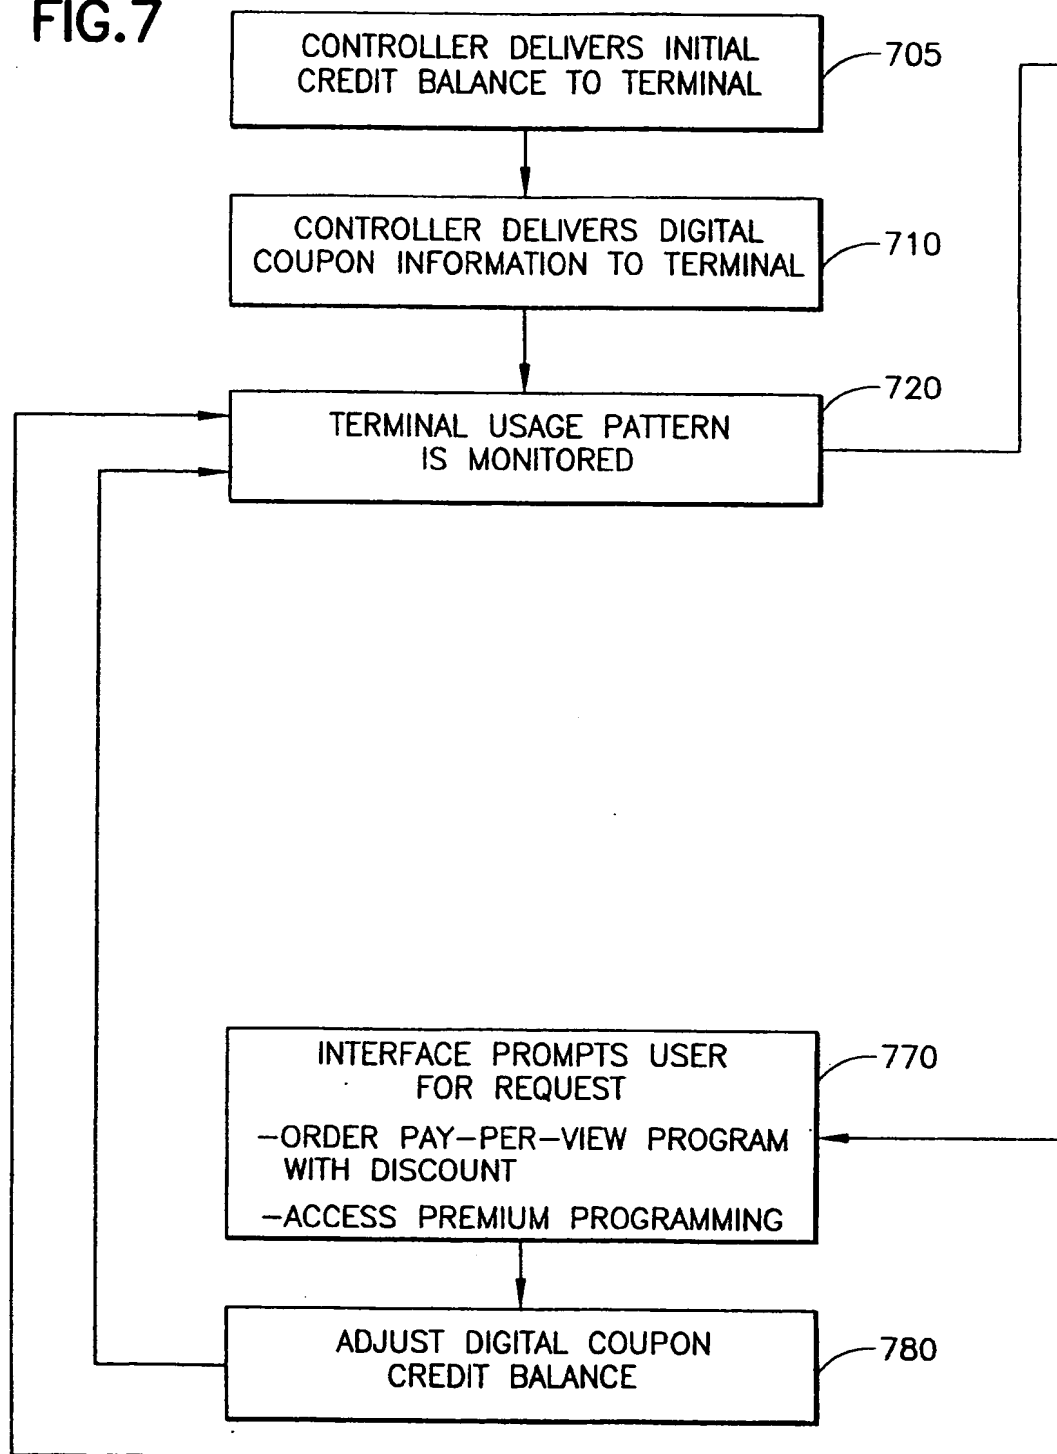 FIG.7
CONTROLLER DELIVERS INITIAL
CREDIT BALANCE TO TERMINAL
705
CONTROLLER DELIVERS DIGITAL
COUPON INFORMATION TO TERMINAL
710
TERMINAL USAGE PATTERN
IS MONITORED
720
INTERFACE PROMPTS USER
FOR REQUEST
-ORDER PAY-PER-VIEW PROGRAM
WITH DISCOUNT
-ACCESS PREMIUM PROGRAMMING
770
ADJUST DIGITAL COUPON
CREDIT BALANCE
780